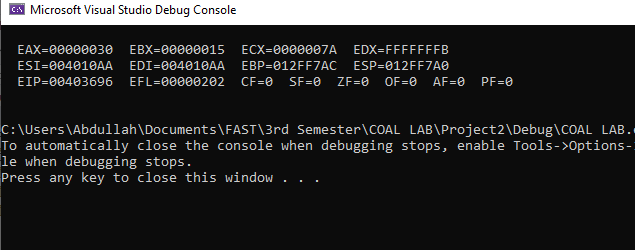 Microsoft Visual Studio Debug Console
EAX=00000030 EBX=00000015 ECX=0000007A EDX=FFFFFFFB
ESI=004010AA EDI=004010AA EBP=012FF7AC ESP=012FF7A0
EIP=00403696 EFL=00000202 CF=0 SF=0 ZF=0 OF=0 AF=0 PF=0
C:\Users\Abdullah\Documents\FAST\3rd Semester\COAL LAB\Project2\Debug\COAL LAB.
To automatically close the console when debugging stops, enable Tools->Options-
le when debugging stops.
Press any key to close this window . . .